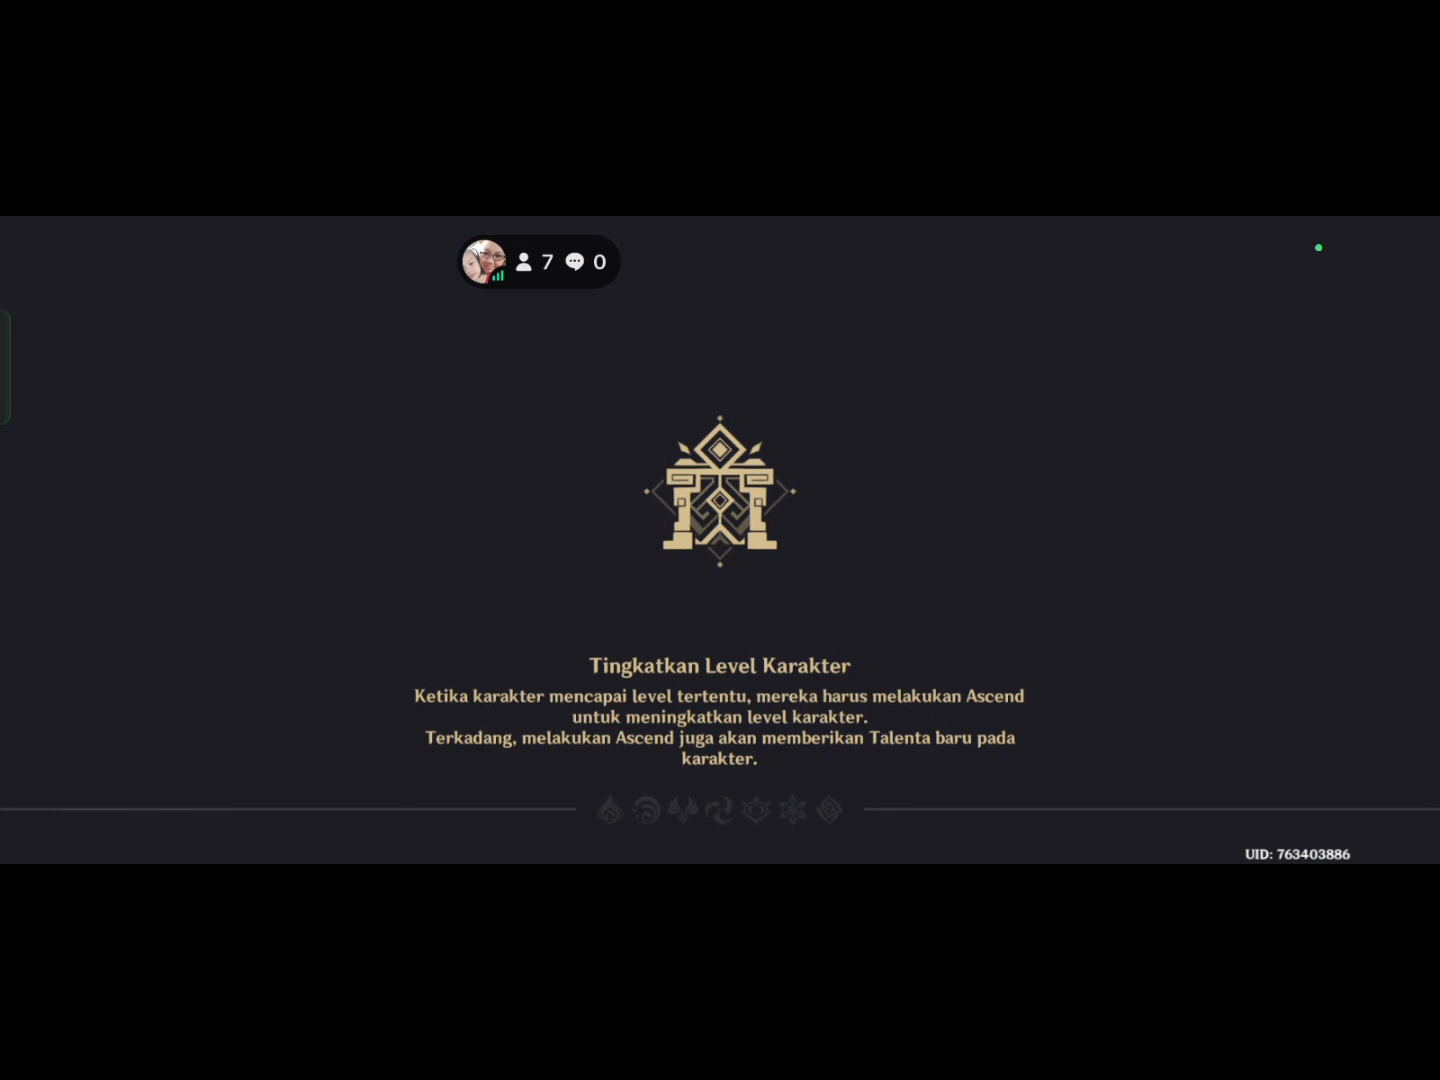 7 0
Tingkatkan Level Karakter
Ketika karakter mencapai level tertentu, mereka harus melakukan Ascend
untuk meningkatkan level karakter.
Terkadang, melakukan Ascend juga akan memberikan Talenta baru pada
karakter.
UID: 763403886